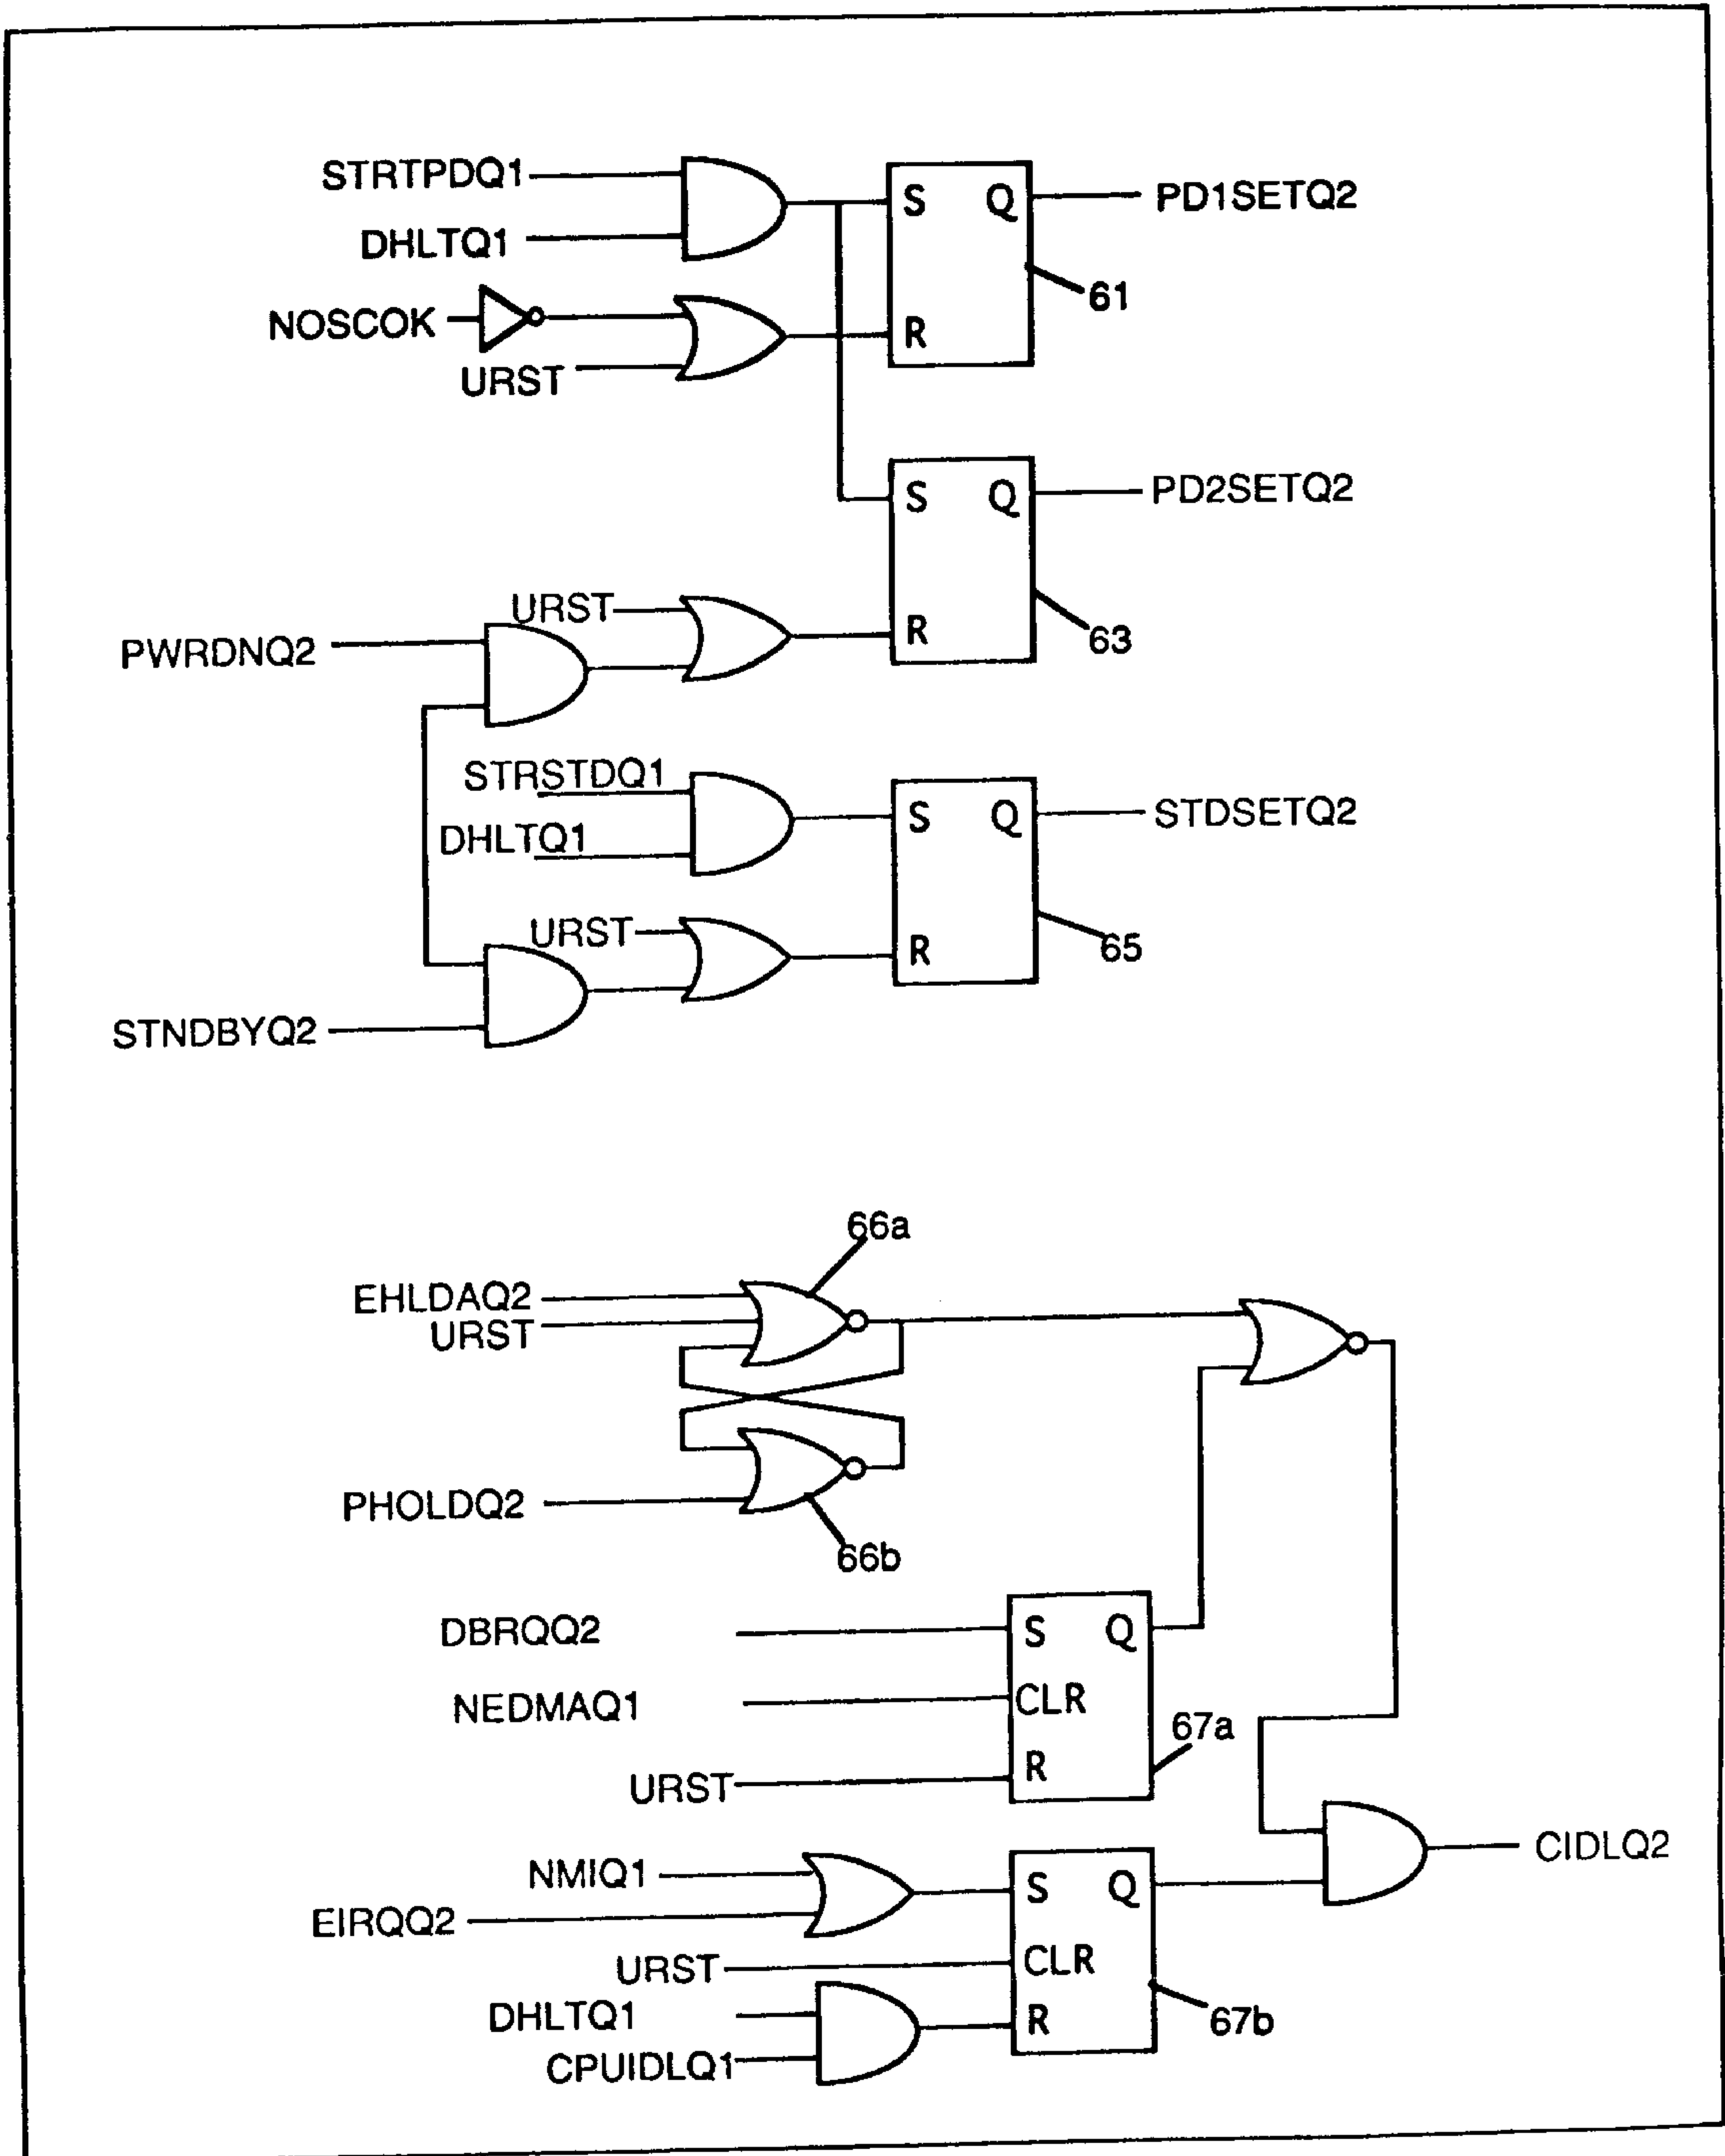 STRTPDQ1
DHLTQ1
S Q
PD1SETQ2
NOSCOK
URST
R
61
S Q
PD2SETQ2
URST
PWRDNQ2
R
63
STRSTDQ1
DHLTQ1
S Q
STDSETQ2
URST
R
65
STNDBYQ2
66a
EHLDAQ2
URST
PHOLDQ2
66b
DBRQQ2
S Q
NEDMAQ1
CLR
67a
URST
R
NMIQ1
S Q
CIDLQ2
EIRQQ2
URST
CLR
DHLTQ1
R
67b
CPUIDLQ1